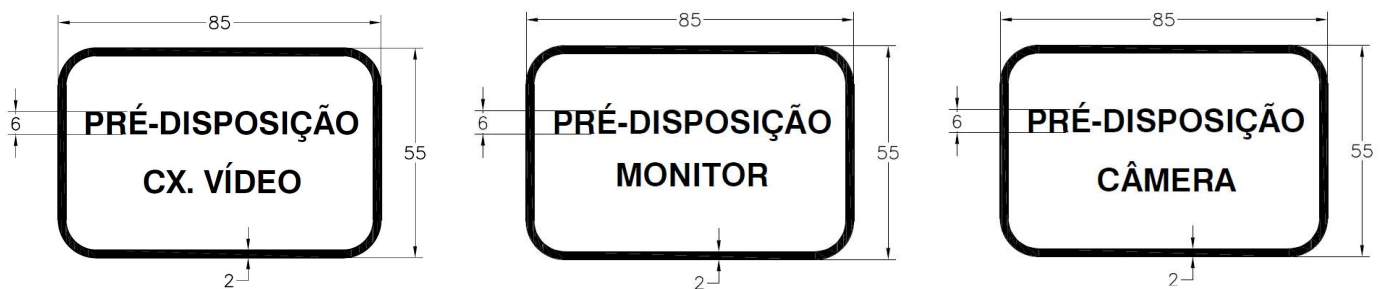 85
6
PRÉ-DISPOSIÇÃO
CX. VÍDEO
55
2
85
6
PRÉ-DISPOSIÇÃO
MONITOR
55
2
85
6
PRÉ-DISPOSIÇÃO
CÂMERA
55
2